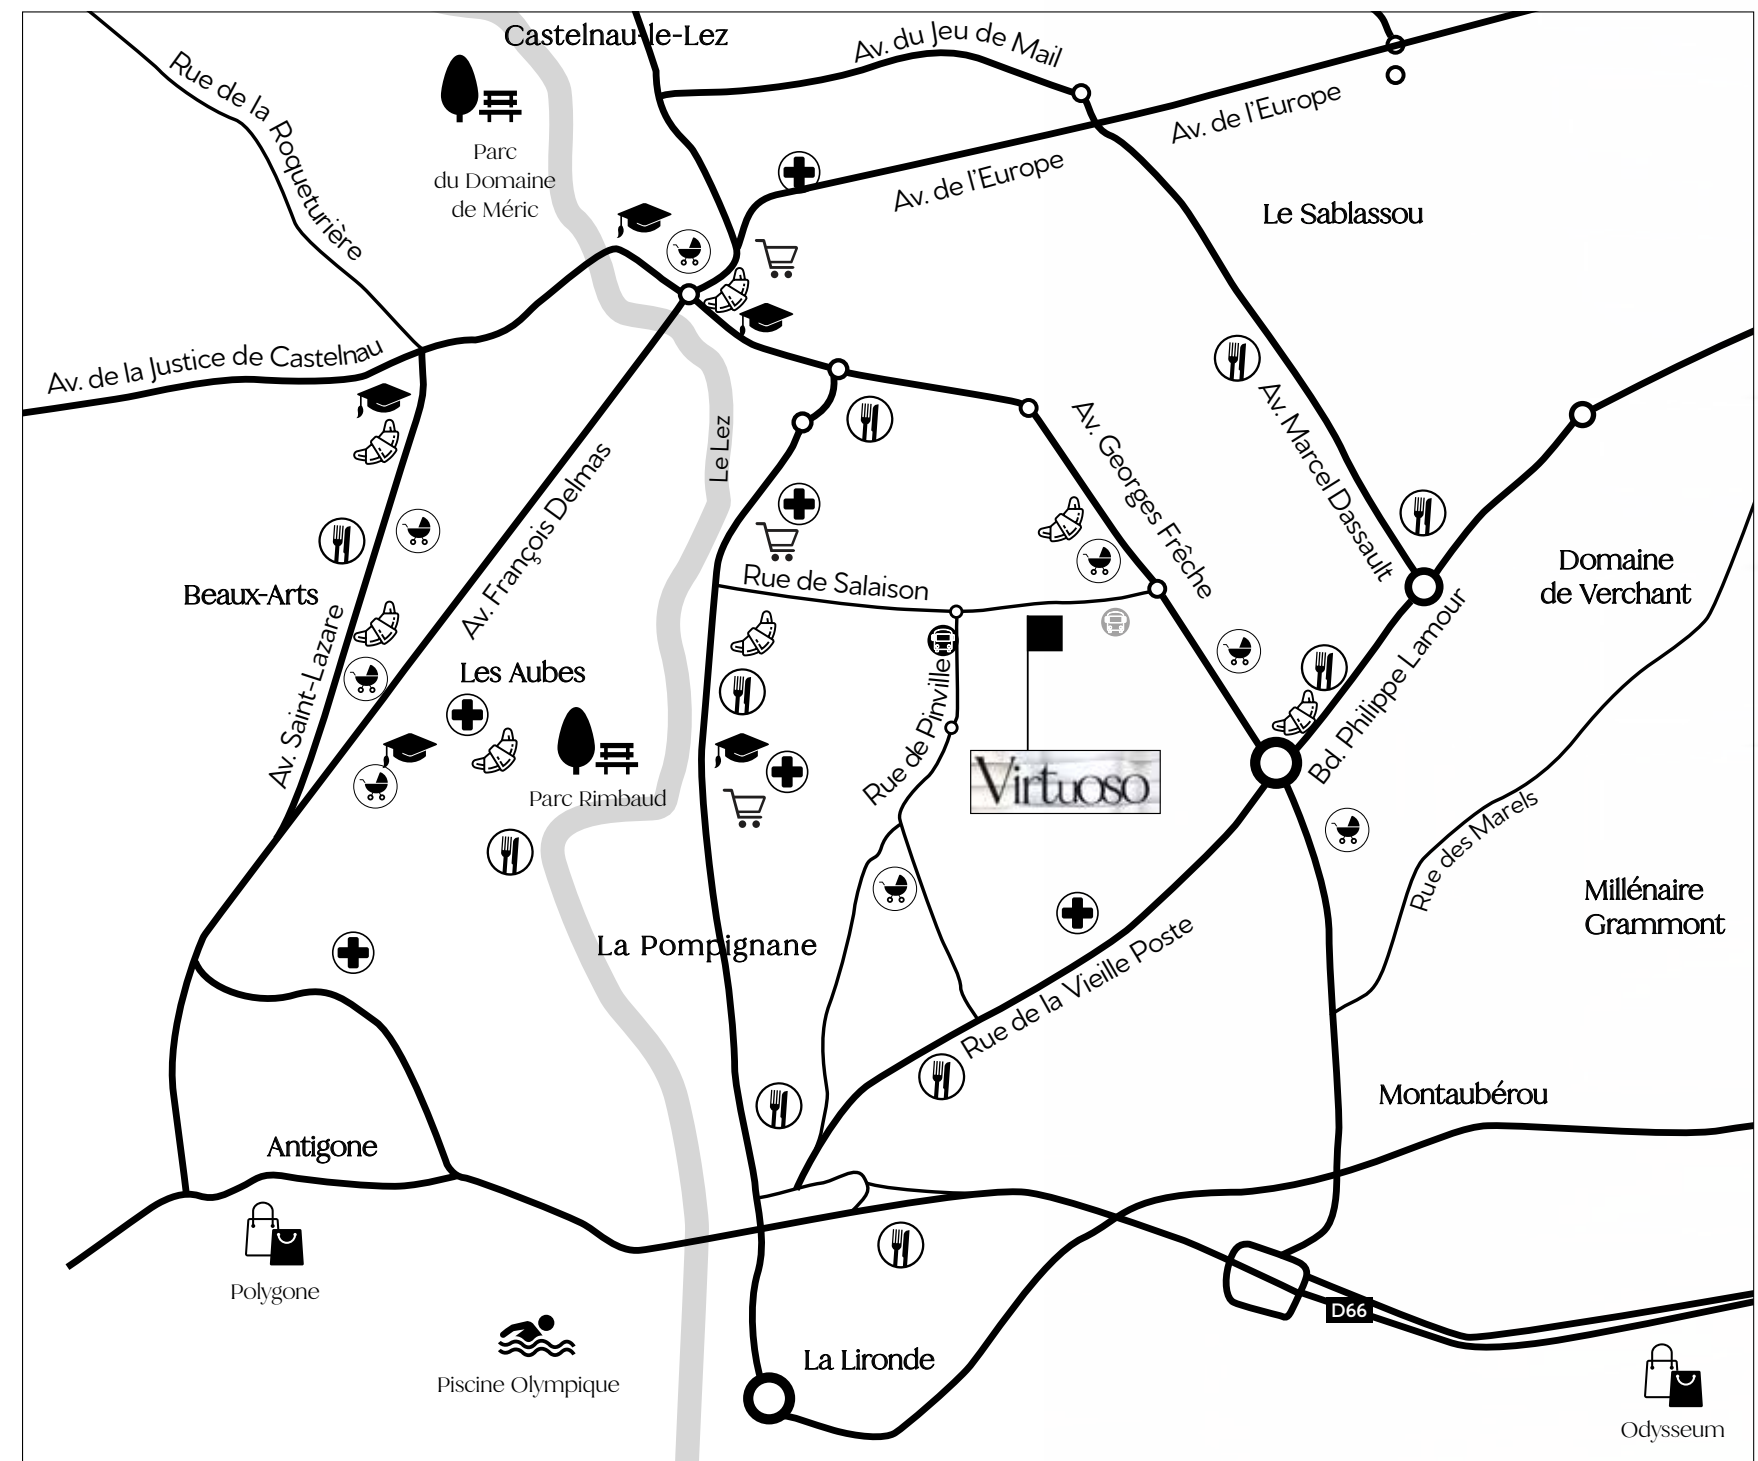 Castelnau-le-Lez
Av. du Jeu de Mail
Rue de la Roqueturière
Av. de l'Europe
Parc
du Domaine
de Méric
Av. de l'Europe
Le Sablassou
Av. de la Justice de Castelnau
Le Lez
Av. François Delmas
Av. Georges Frêche
Av. Marcel Dassault
Domaine
de Verchant
Rue de Salaison
Beaux-Arts
Av. Saint-Lazare
Les Aubes
Rue de Pinville
Bd. Philippe Lamour
Virtuoso
Parc Rimbaud
Rue des Marels
Millénaire
Grammont
La Pompignane
Rue de la Vieille Poste
Montaubérou
Antigone
Polygone
D66
La Lironde
Piscine Olympique
Odysseum